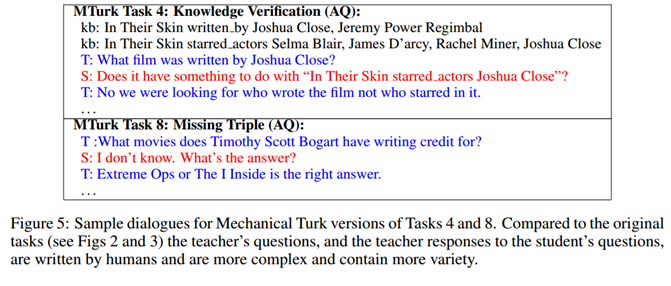 MTurk Task 4: Knowledge Verification (AQ):
kb: In Their Skin written_by Joshua Close, Jeremy Power Regimbal
kb: In Their Skin starred_actors Selma Blair, James D'arcy, Rachel Miner, Joshua Close
T: What film was written by Joshua Close?
S: Does it have something to do with “In Their Skin starred_actors Joshua Close”?
T: No we were looking for who wrote the film not who starred in it.
...
MTurk Task 8: Missing Triple (AQ):
T :What movies does Timothy Scott Bogart have writing credit for?
S: I don't know. What's the answer?
T: Extreme Ops or The I Inside is the right answer.
...
Figure 5: Sample dialogues for Mechanical Turk versions of Tasks 4 and 8. Compared to the original
tasks (see Figs 2 and 3) the teacher's questions, and the teacher responses to the student's questions,
are written by humans and are more complex and contain more variety.